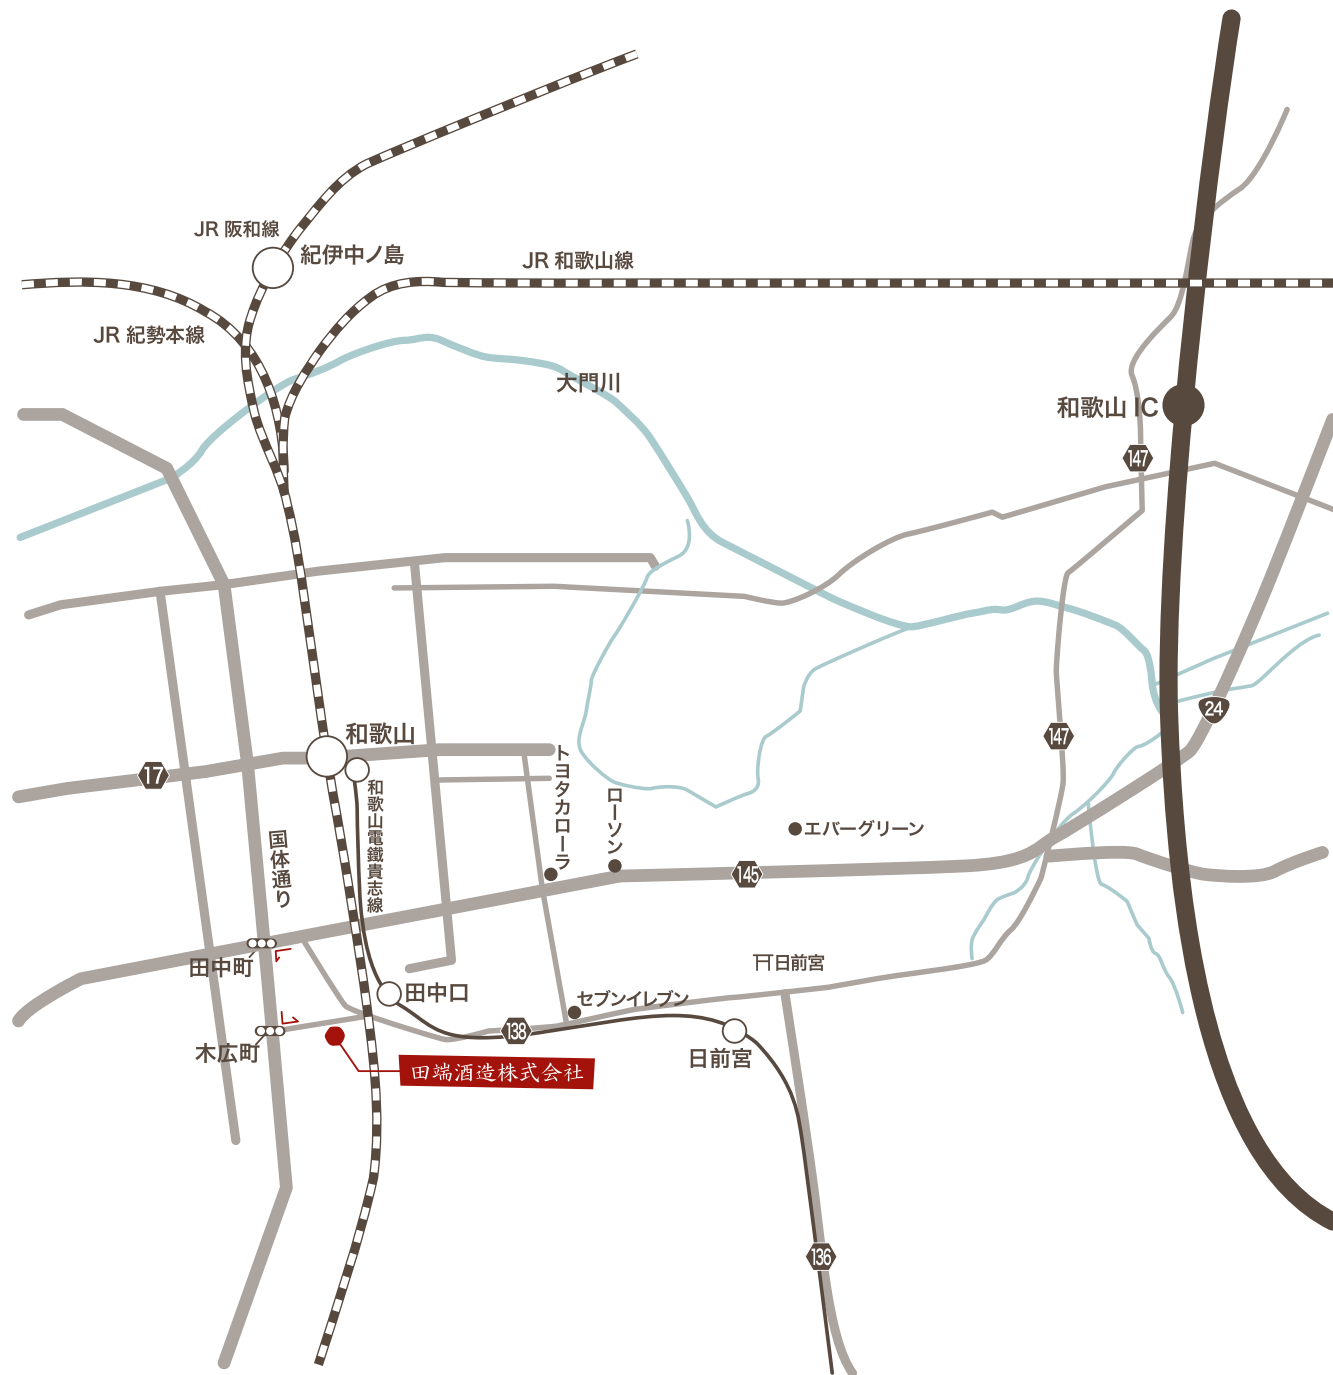 JR 阪和線
紀伊中ノ島
JR 和歌山線
JR 紀勢本線
大門川
和歌山 IC
147
24
147
和歌山
17
トヨタカローラ
和歌山電鐵貴志線
ローソン
エバーグリーン
国体通り
145
田中町
日前宮
田中口
セブンイレブン
138
木広町
日前宮
田端酒造株式会社
136